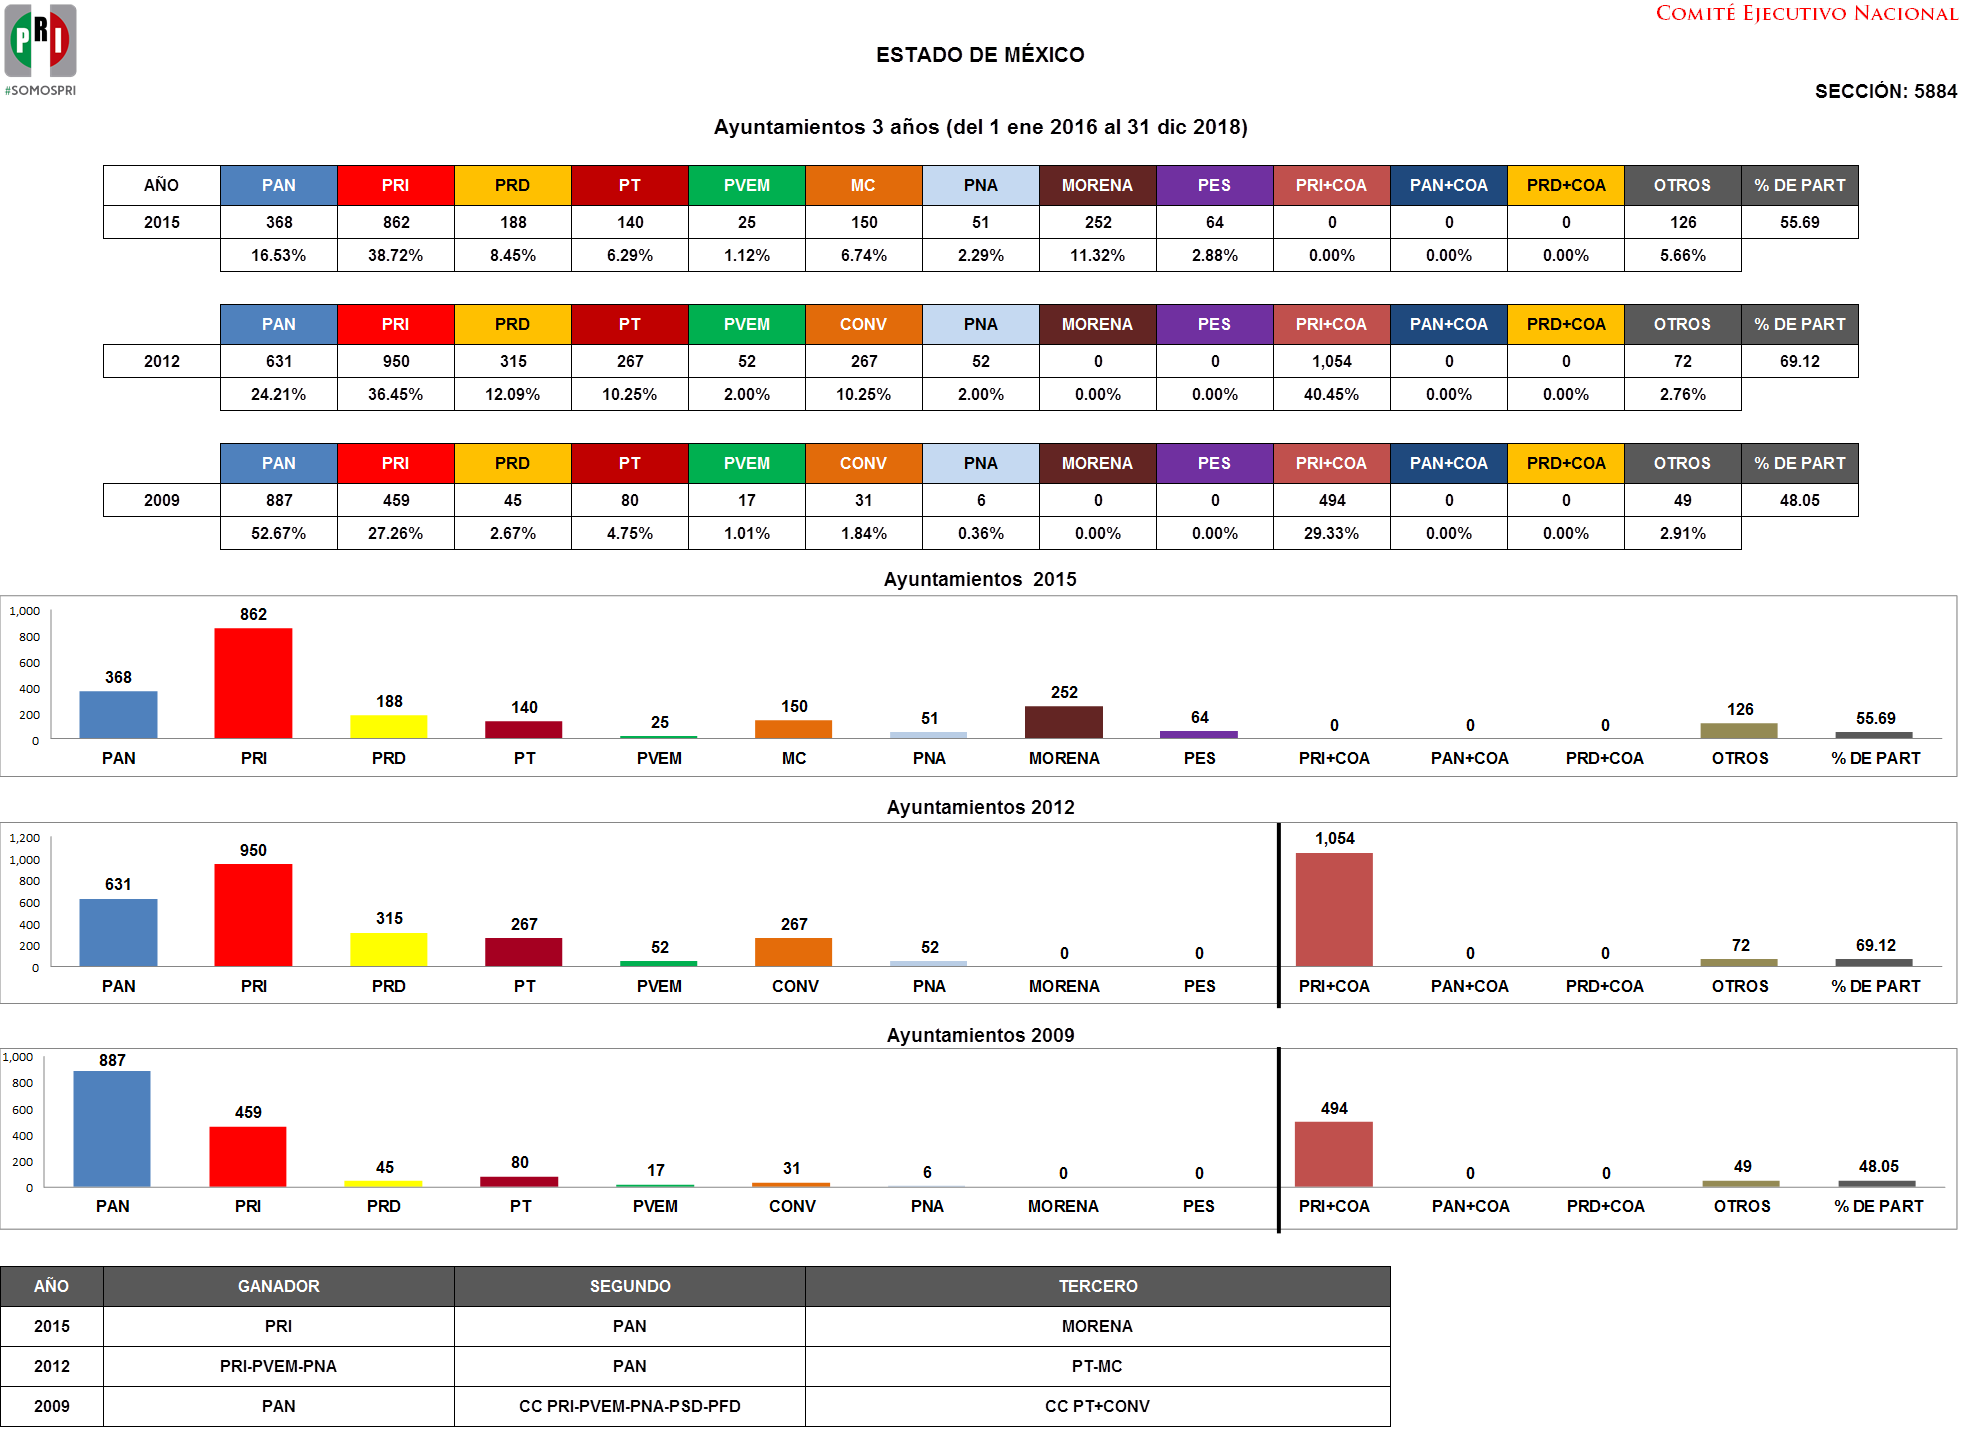 PRI
#SOMOSPRI
COMITÉ EJECUTIVO NACIONAL
ESTADO DE MÉXICO
SECCIÓN: 5884
Ayuntamientos 3 años (del 1 ene 2016 al 31 dic 2018)
AÑO PAN PRI PRD PT PVEM MC PNA MORENA PES PRI+COA PAN+COA PRD+COA OTROS % DE PART
2015 368 862 188 140 25 150 51 252 64 0 0 0 126 55.69
16.53% 38.72% 8.45% 6.29% 1.12% 6.74% 2.29% 11.32% 2.88% 0.00% 0.00% 0.00% 5.66%
PAN PRI PRD PT PVEM CONV PNA MORENA PES PRI+COA PAN+COA PRD+COA OTROS % DE PART
2012 631 950 315 267 52 267 52 0 0 1,054 0 0 72 69.12
24.21% 36.45% 12.09% 10.25% 2.00% 10.25% 2.00% 0.00% 0.00% 40.45% 0.00% 0.00% 2.76%
PAN PRI PRD PT PVEM CONV PNA MORENA PES PRI+COA PAN+COA PRD+COA OTROS % DE PART
2009 887 459 45 80 17 31 6 0 0 494 0 0 49 48.05
52.67% 27.26% 2.67% 4.75% 1.01% 1.84% 0.36% 0.00% 0.00% 29.33% 0.00% 0.00% 2.91%
Ayuntamientos 2015
1,000
800
600
400
200
0
368 862 188 140 25 150 51 252 64 0 0 0 126 55.69
PAN PRI PRD PT PVEM MC PNA MORENA PES PRI+COA PAN+COA PRD+COA OTROS % DE PART
Ayuntamientos 2012
1,200
1,000
800
600
400
200
0
631 950 315 267 52 267 52 0 0 1,054 0 0 72 69.12
PAN PRI PRD PT PVEM CONV PNA MORENA PES PRI+COA PAN+COA PRD+COA OTROS % DE PART
Ayuntamientos 2009
1,000
800
600
400
200
0
887 459 45 80 17 31 6 0 0 494 0 0 49 48.05
PAN PRI PRD PT PVEM CONV PNA MORENA PES PRI+COA PAN+COA PRD+COA OTROS % DE PART
AÑO GANADOR SEGUNDO TERCERO
2015 PRI PAN MORENA
2012 PRI-PVEM-PNA PAN PT-MC
2009 PAN CC PRI-PVEM-PNA-PSD-PFD CC PT+CONV